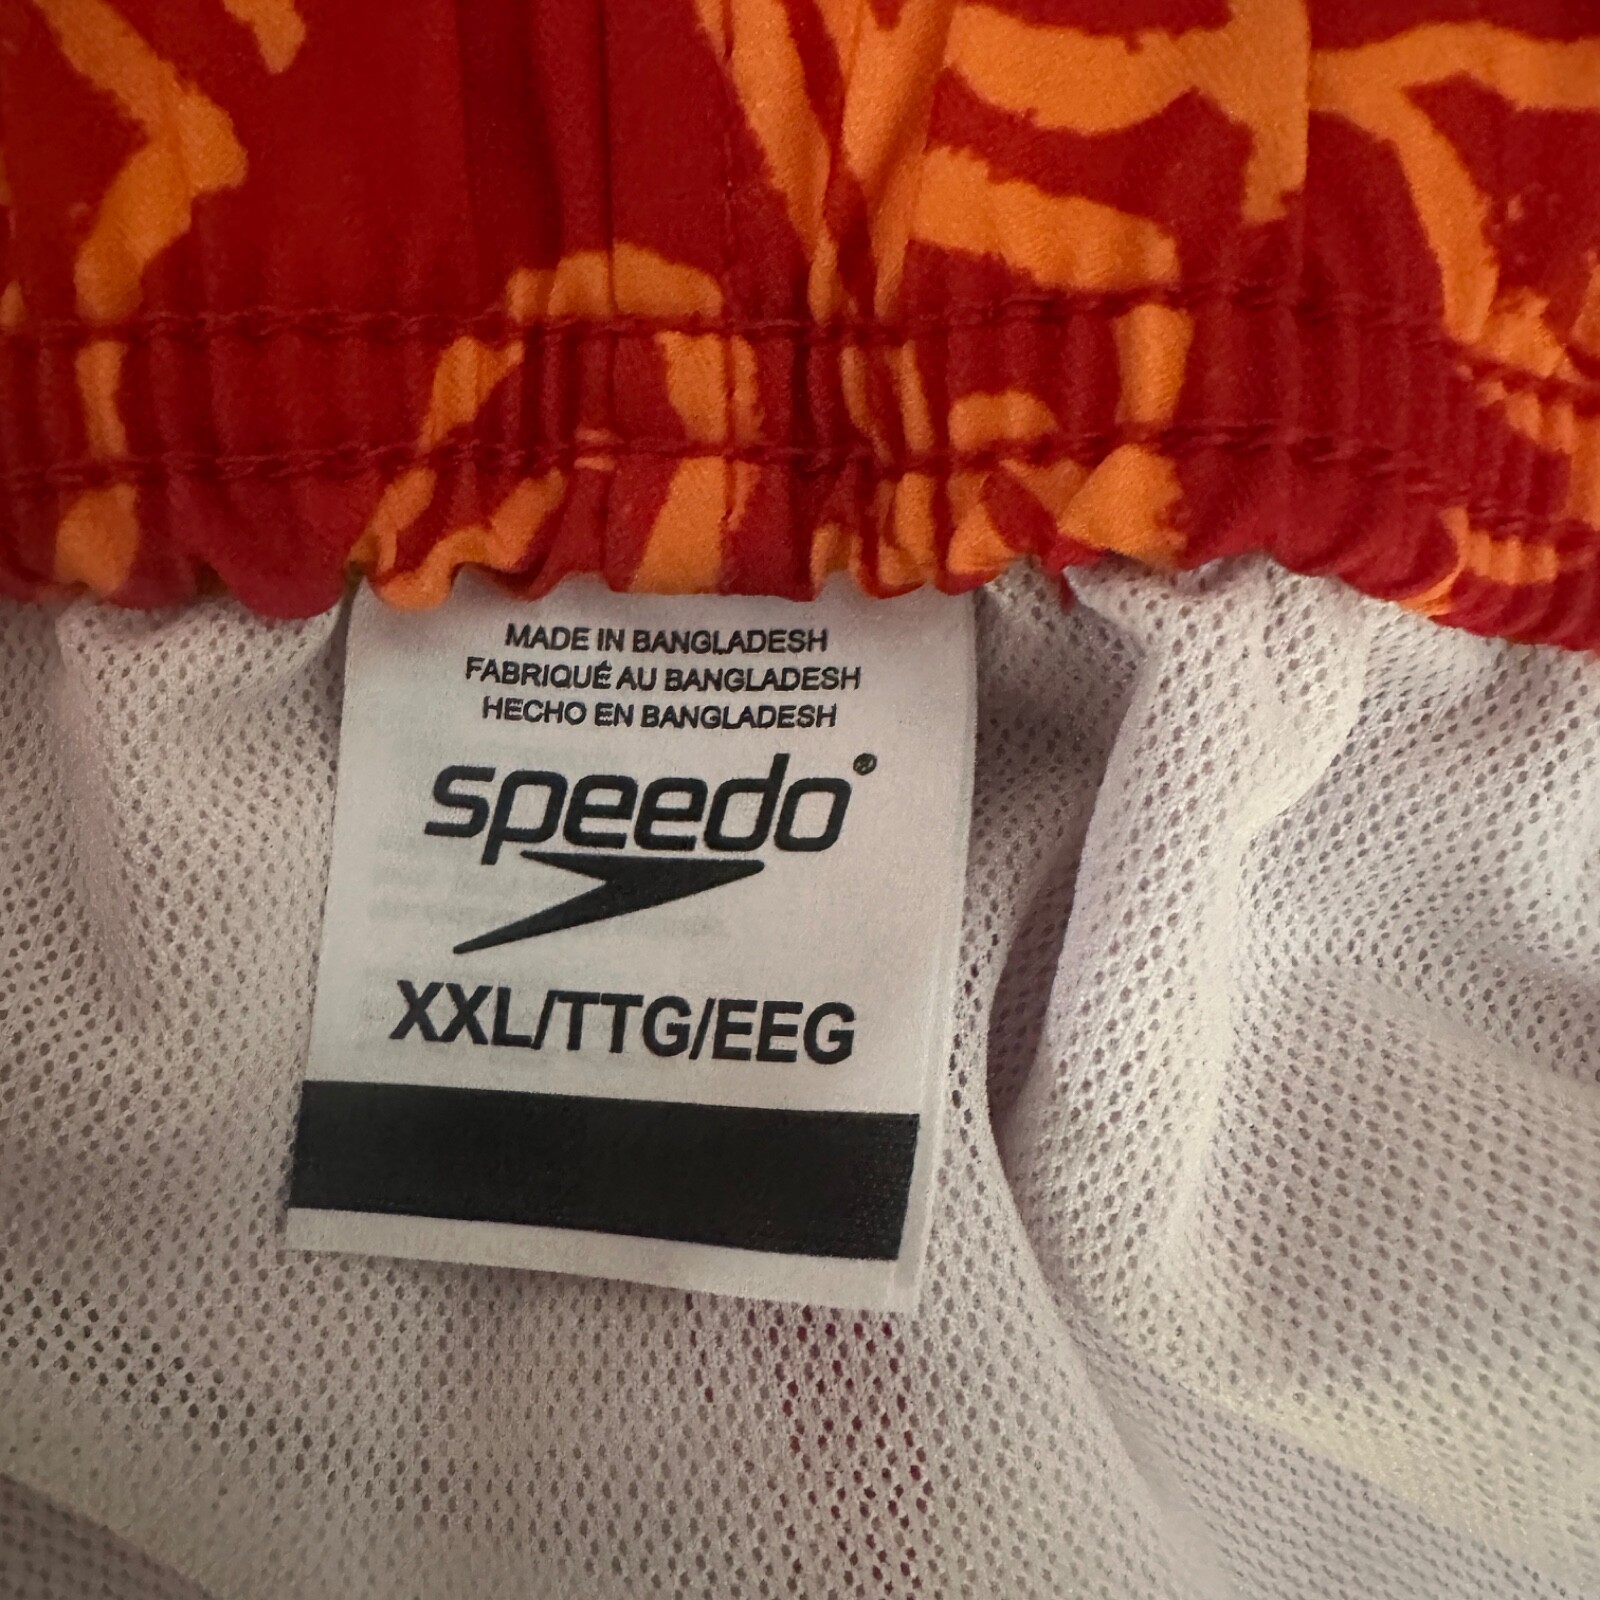 MADE IN BANGLADESH
FABRIQUÉ AU BANGLADESH
HECHO EN BANGLADESH
speedo®
XXL/TTG/EEG